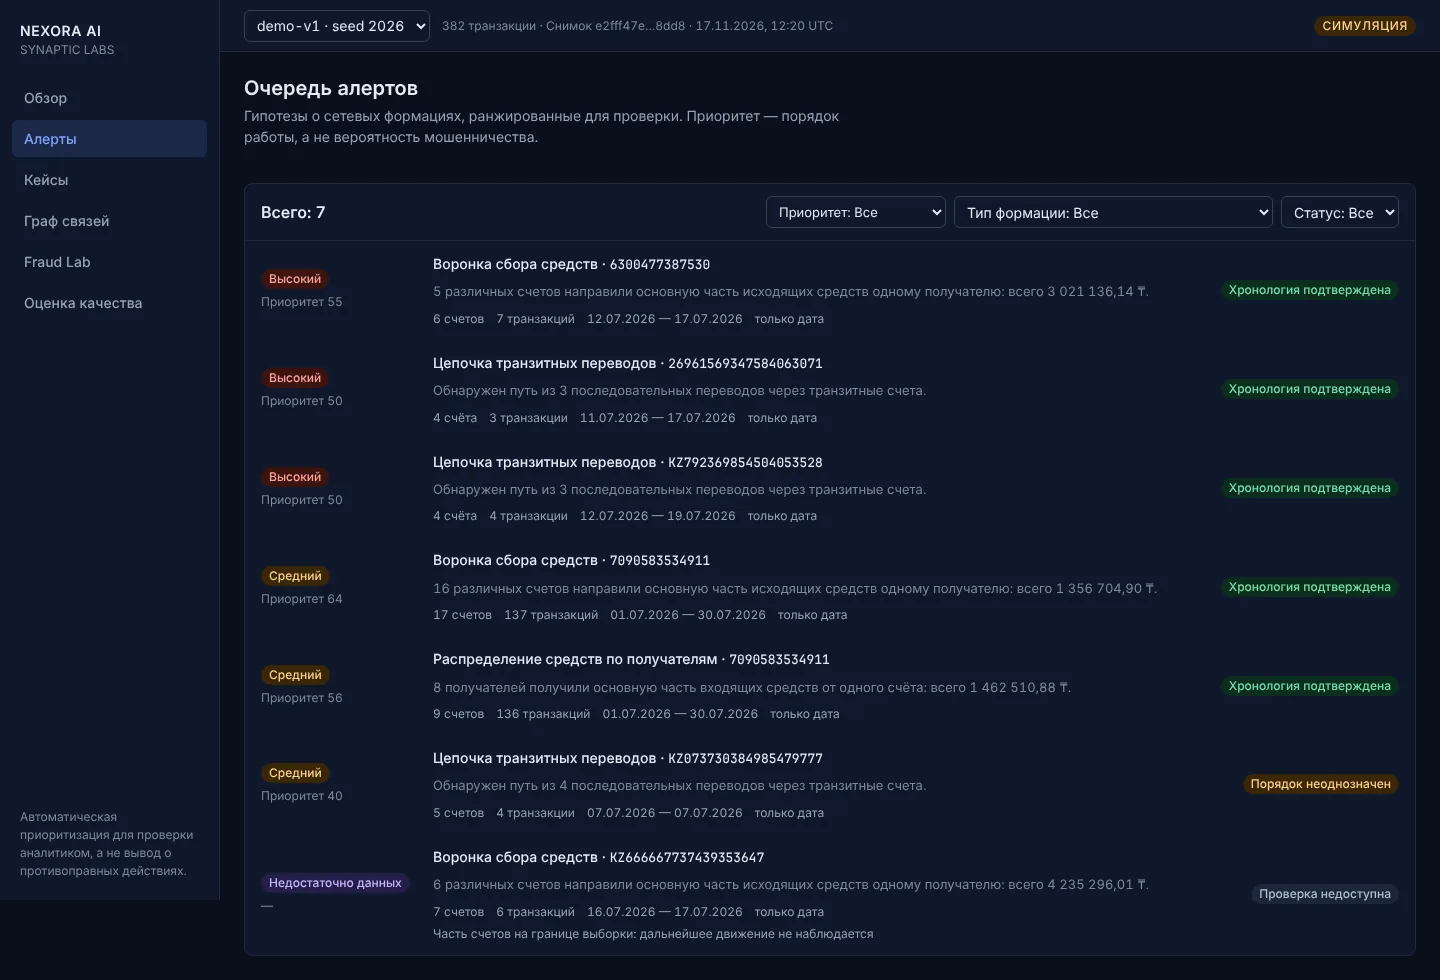 NEXORA AI
SYNAPTIC LABS
Обзор
Алерты
Кейсы
Граф связей
Fraud Lab
Оценка качества
Автоматическая
приоритизация для проверки
аналитиком, а не вывод о
противоправных действиях.
demo-v1 · seed 2026
382 транзакции · Снимок e2fff47e…8dd8 · 17.11.2026, 12:20 UTC
СИМУЛЯЦИЯ
Очередь алертов
Гипотезы о сетевых формациях, ранжированные для проверки. Приоритет — порядок
работы, а не вероятность мошенничества.
Всего: 7
Приоритет: Все
Тип формации: Все
Статус: Все
Высокий
Приоритет 55
Воронка сбора средств · 6300477387530
5 различных счетов направили основную часть исходящих средств одному получателю: всего 3 021 136,14 ₸.
6 счетов 7 транзакций 12.07.2026 — 17.07.2026 только дата
Хронология подтверждена
Высокий
Приоритет 50
Цепочка транзитных переводов · 26961569347584063071
Обнаружен путь из 3 последовательных переводов через транзитные счета.
4 счёта 3 транзакции 11.07.2026 — 17.07.2026 только дата
Хронология подтверждена
Высокий
Приоритет 50
Цепочка транзитных переводов · KZ792369854504053528
Обнаружен путь из 3 последовательных переводов через транзитные счета.
4 счёта 4 транзакции 12.07.2026 — 19.07.2026 только дата
Хронология подтверждена
Средний
Приоритет 64
Воронка сбора средств · 7090583534911
16 различных счетов направили основную часть исходящих средств одному получателю: всего 1 356 704,90 ₸.
17 счетов 137 транзакций 01.07.2026 — 30.07.2026 только дата
Хронология подтверждена
Средний
Приоритет 56
Распределение средств по получателям · 7090583534911
8 получателей получили основную часть входящих средств от одного счёта: всего 1 462 510,88 ₸.
9 счетов 136 транзакций 01.07.2026 — 30.07.2026 только дата
Хронология подтверждена
Средний
Приоритет 40
Цепочка транзитных переводов · KZ073730384985479777
Обнаружен путь из 4 последовательных переводов через транзитные счета.
5 счетов 4 транзакции 07.07.2026 — 07.07.2026 только дата
Порядок неоднозначен
Недостаточно данных
—
Воронка сбора средств · KZ666667737439353647
6 различных счетов направили основную часть исходящих средств одному получателю: всего 4 235 296,01 ₸.
7 счетов 6 транзакций 16.07.2026 — 17.07.2026 только дата
Часть счетов на границе выборки: дальнейшее движение не наблюдается
Проверка недоступна